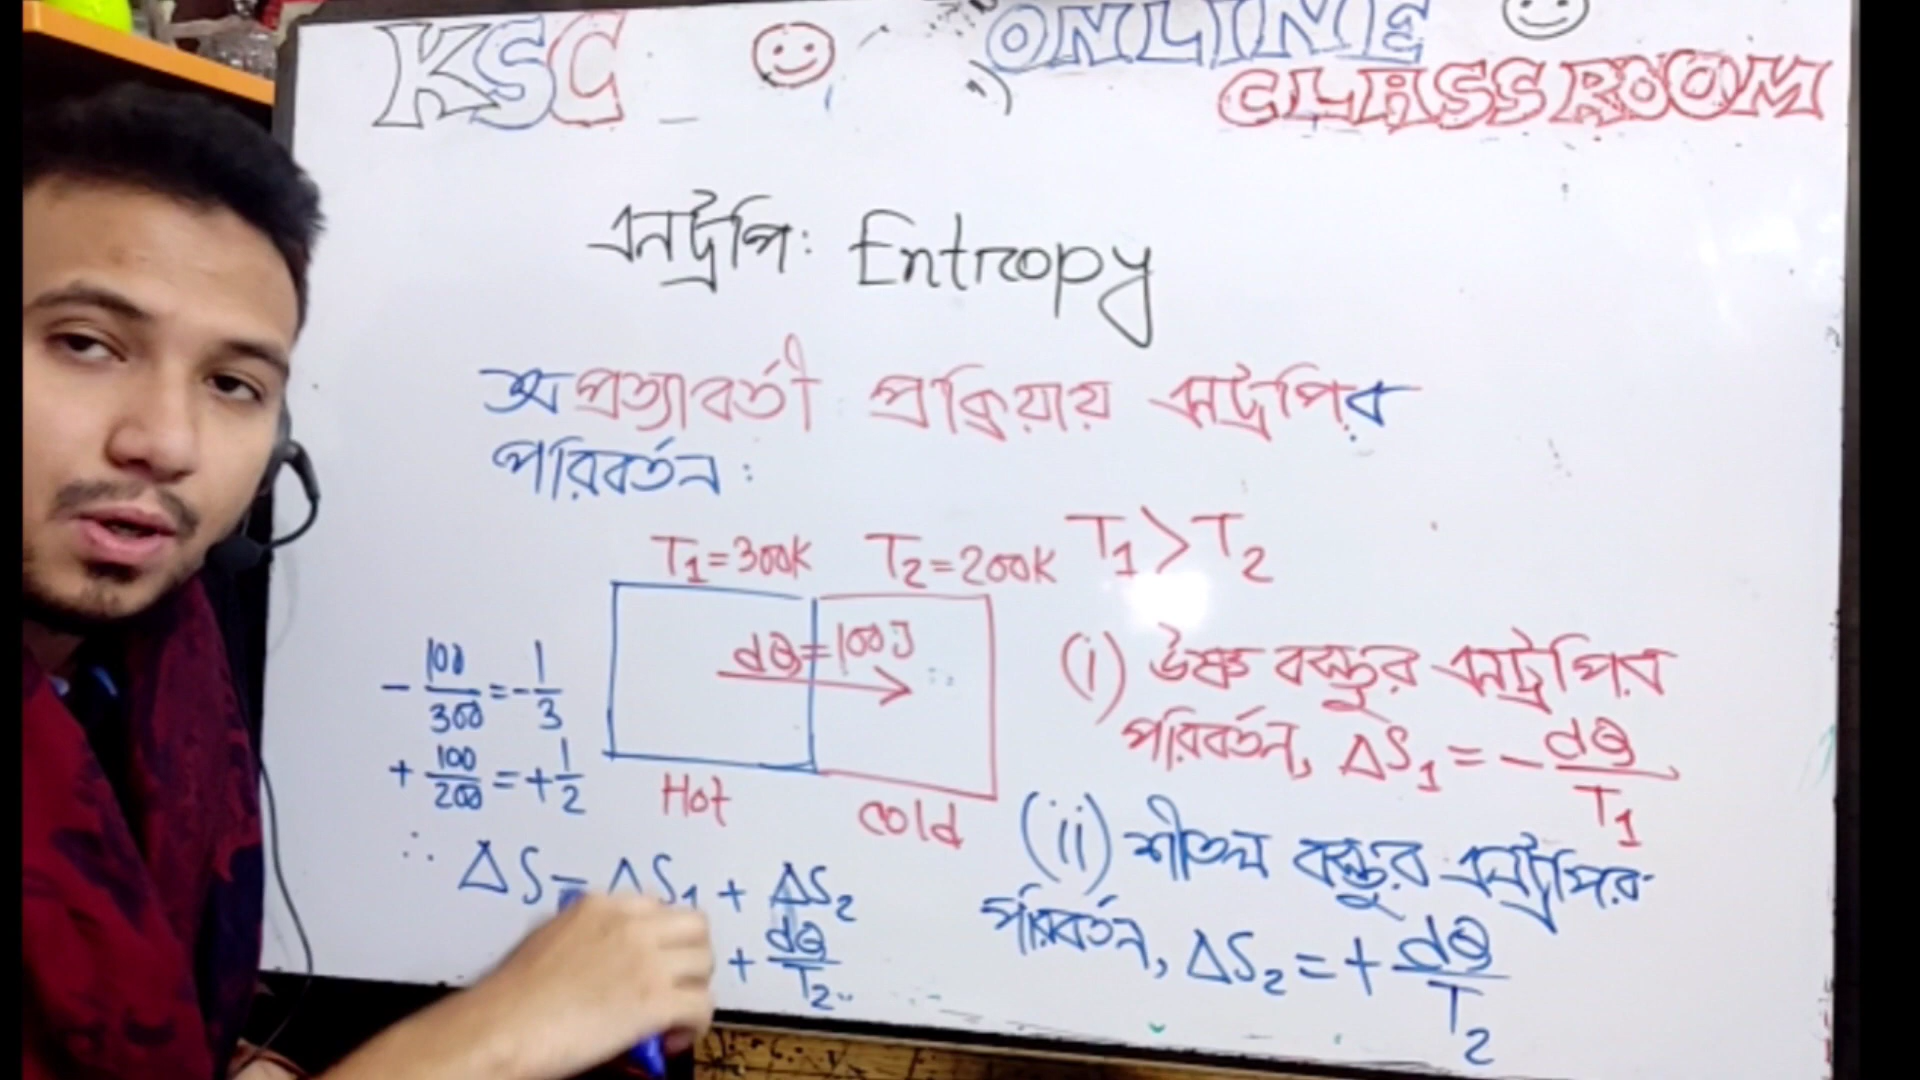 KSC ONLINE
CLASSROOM
এনট্রপি: Entropy
অপ্রত্যাবর্তী প্রক্রিয়ায় এনট্রপির
পরিবর্তন:
T₁=300K T₂=200K T₁>T₂
dQ=100J
Hot cold
-100/300=-1/3
+100/200=+1/2
(i) উষ্ণ বস্তুর এনট্রপির
পরিবর্তন, ΔS₁=-dQ/T₁
(ii) শীতল বস্তুর এনট্রপির
পরিবর্তন, ΔS₂=+dQ/T₂
∴ ΔS=ΔS₁+ΔS₂
+dQ/T₂